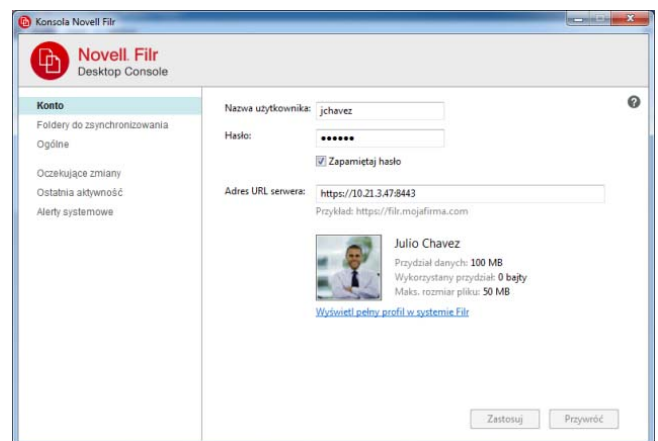 Konsola Novell Filr
Novell. Filr
Desktop Console
Konto
Foldery do zsynchronizowania
Ogólne
Oczekujące zmiany
Ostatnia aktywność
Alerty systemowe
Nazwa użytkownika: jchavez
Hasło: ••••••
Zapamiętaj hasło
Adres URL serwera: https://10.21.3.47:8443
Przykład: https://filr.mojafirma.com
Julio Chavez
Przydział danych: 100 MB
Wykorzystany przydział: 0 bajty
Maks. rozmiar pliku: 50 MB
Wyświetl pełny profil w systemie Filr
Zastosuj Przywróć